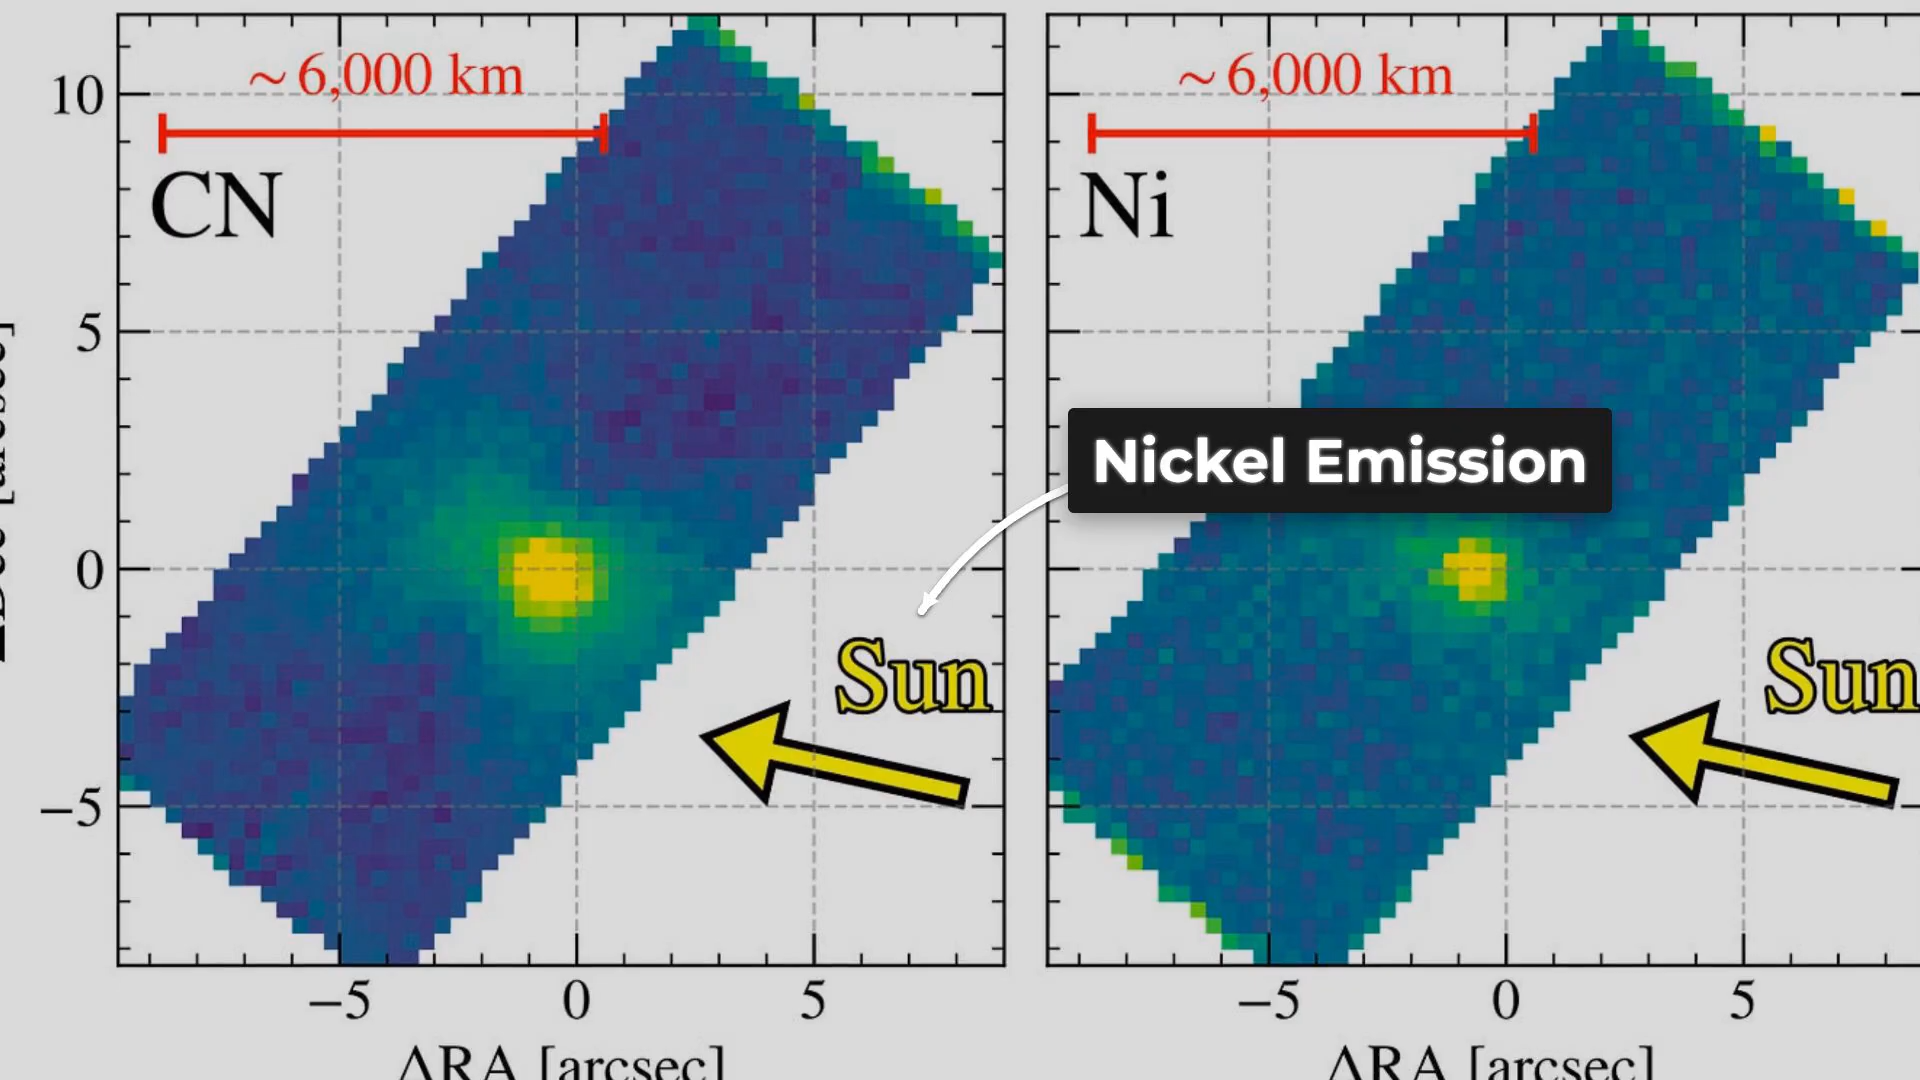 ~6,000 km
~6,000 km
10
CN
Ni
5
Nickel Emission
0
Sun
Sun
−5
−5
0
5
−5
0
5
ΔRA [arcsec]
ΔRA [arcsec]